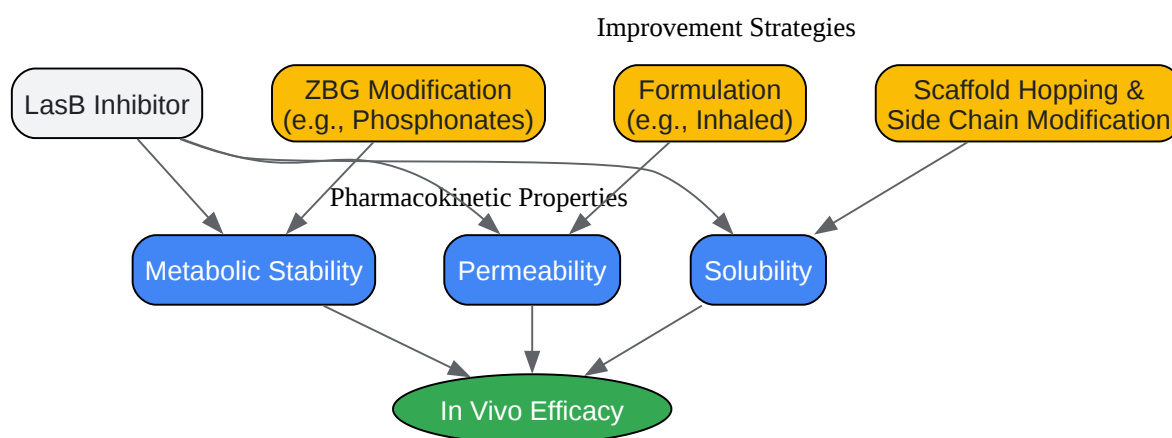 Improvement Strategies
LasB Inhibitor
ZBG Modification
(e.g., Phosphonates)
Formulation
(e.g., Inhaled)
Scaffold Hopping &
Side Chain Modification
Pharmacokinetic Properties
Metabolic Stability
Permeability
Solubility
In Vivo Efficacy